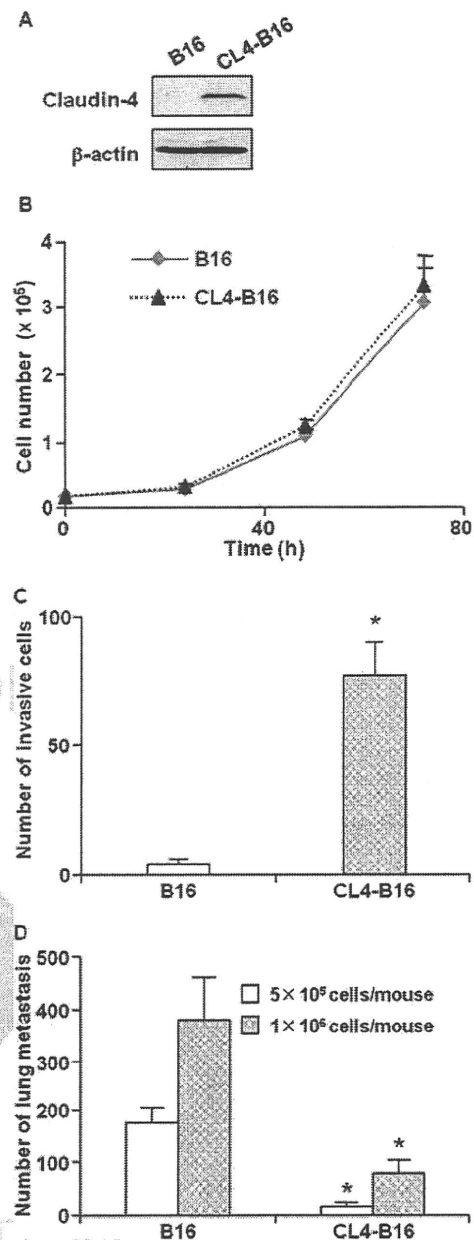 A
B16 CL4-B16
Claudin-4
β-actin
B
4
3
2
1
0
Cell number (× 10⁵)
B16
CL4-B16
0 40 80
Time (h)
C
100
50
0
Number of invasive cells
*
B16 CL4-B16
D
500
400
300
200
100
0
Number of lung metastasis
5×10⁵ cells/mouse
1×10⁶ cells/mouse
* *
B16 CL4-B16